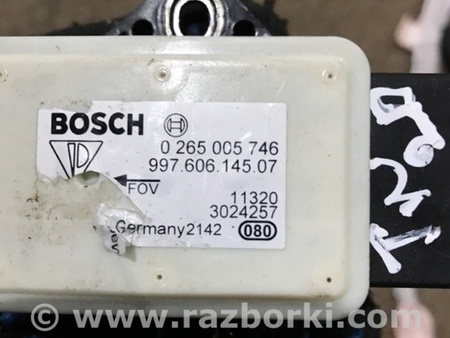 BOSCH
0 265 005 746
997.606.145.07
FOV
11320
3024257
Germany2142
080
www.razborki.com